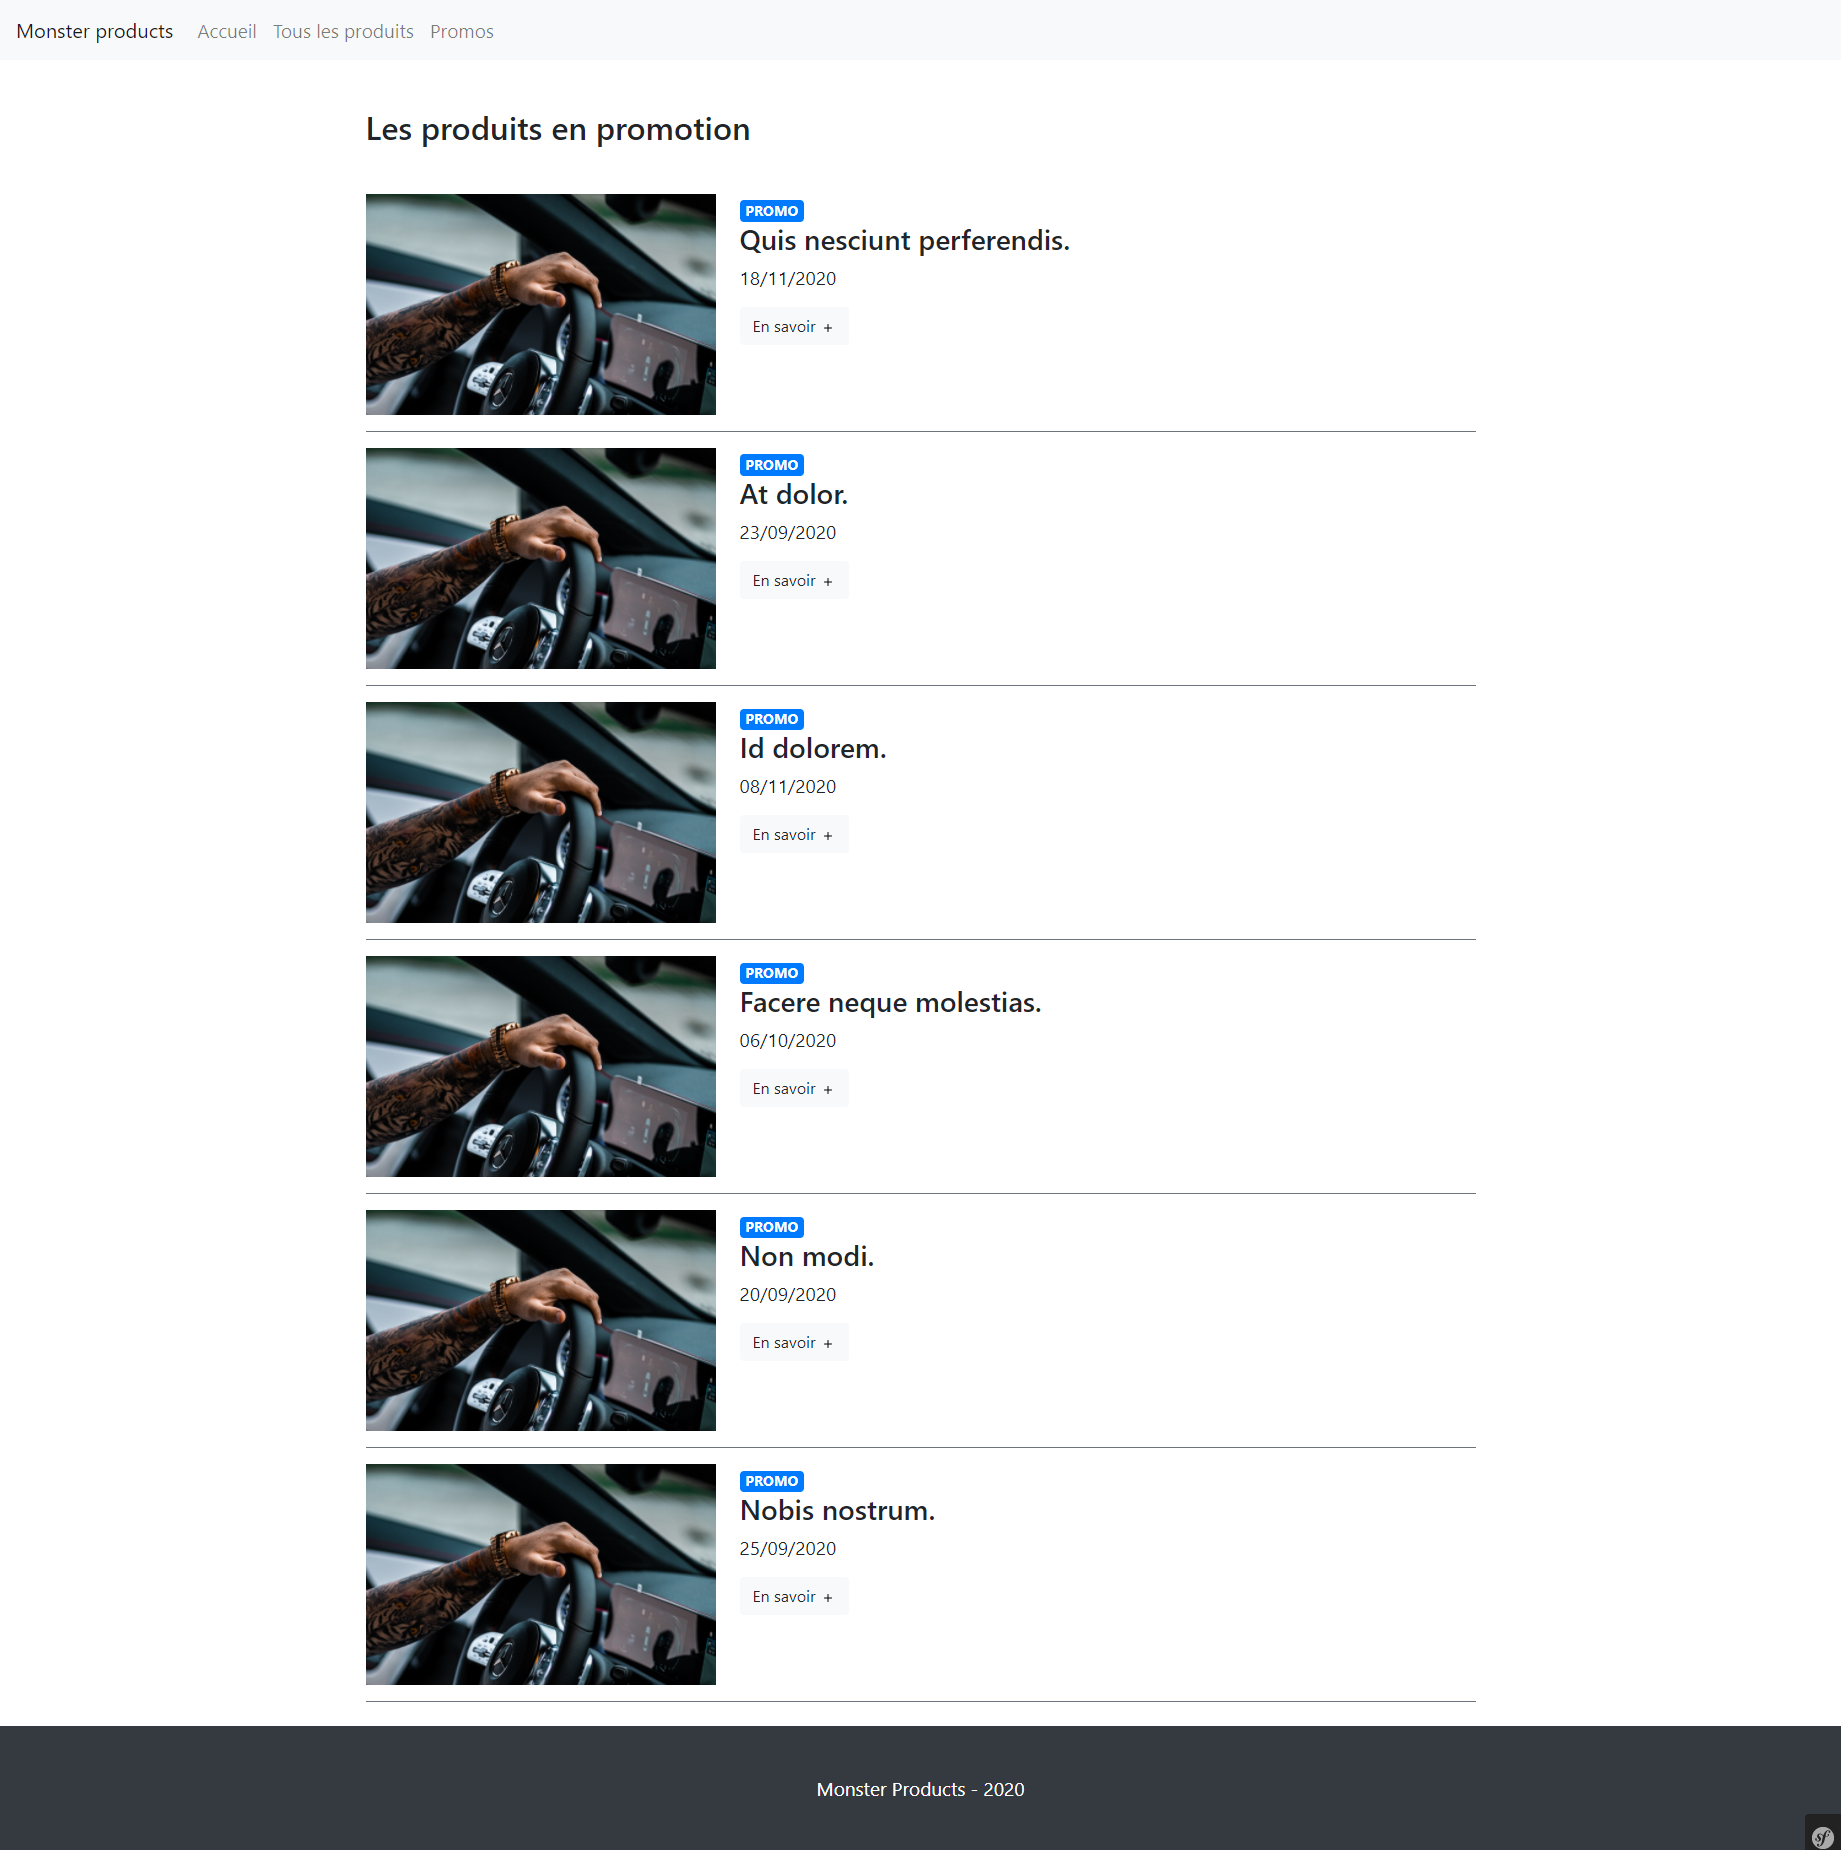 Monster products Accueil Tous les produits Promos
Les produits en promotion
PROMO
Quis nesciunt perferendis.
18/11/2020
En savoir +
PROMO
At dolor.
23/09/2020
En savoir +
PROMO
Id dolorem.
08/11/2020
En savoir +
PROMO
Facere neque molestias.
06/10/2020
En savoir +
PROMO
Non modi.
20/09/2020
En savoir +
PROMO
Nobis nostrum.
25/09/2020
En savoir +
Monster Products - 2020
sf